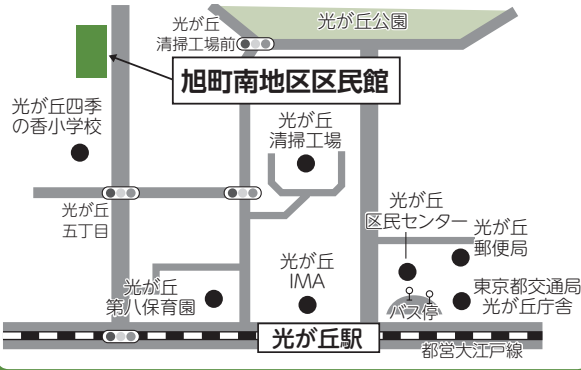 光が丘
清掃工場前
光が丘公園
旭町南地区区民館
光が丘四季
の香小学校
光が丘
清掃工場
光が丘
五丁目
光が丘
区民センター
光が丘
郵便局
光が丘
IMA
光が丘
第八保育園
東京都交通局
光が丘庁舎
バス停
光が丘駅
都営大江戸線